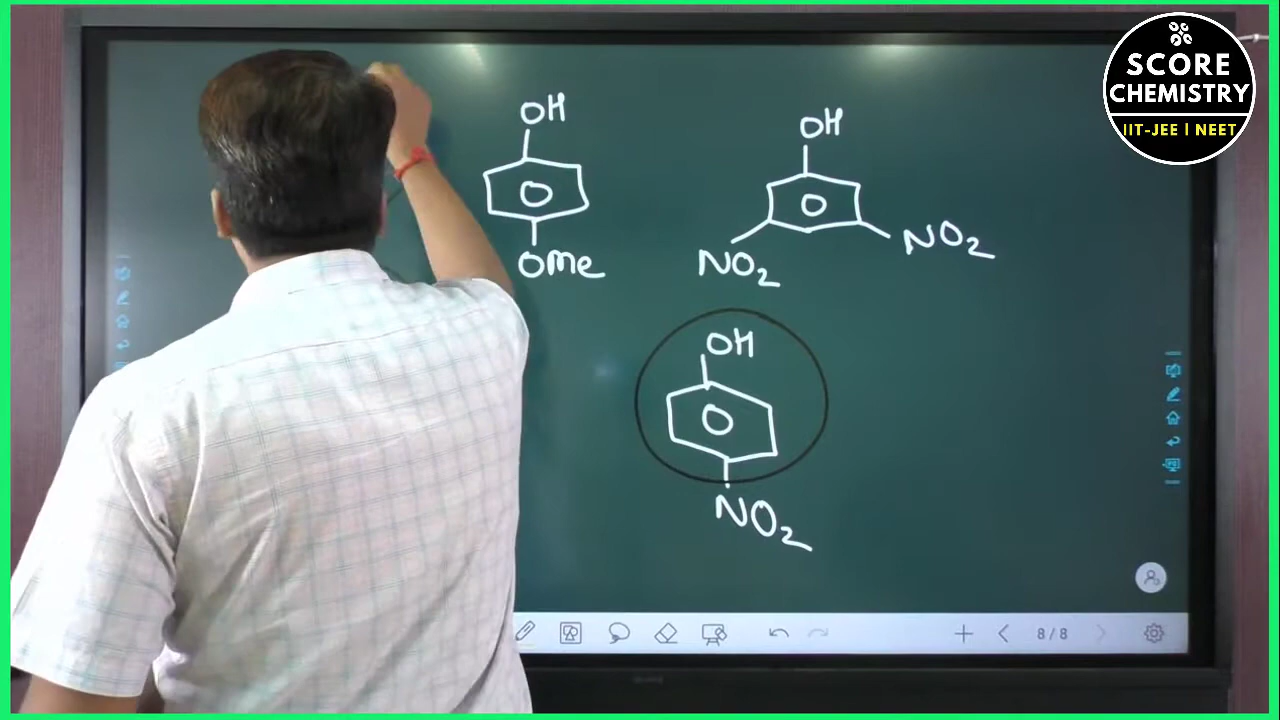 SCORE
CHEMISTRY
IIT-JEE | NEET
OH
OMe
OH
NO2
NO2
OH
NO2
8/8